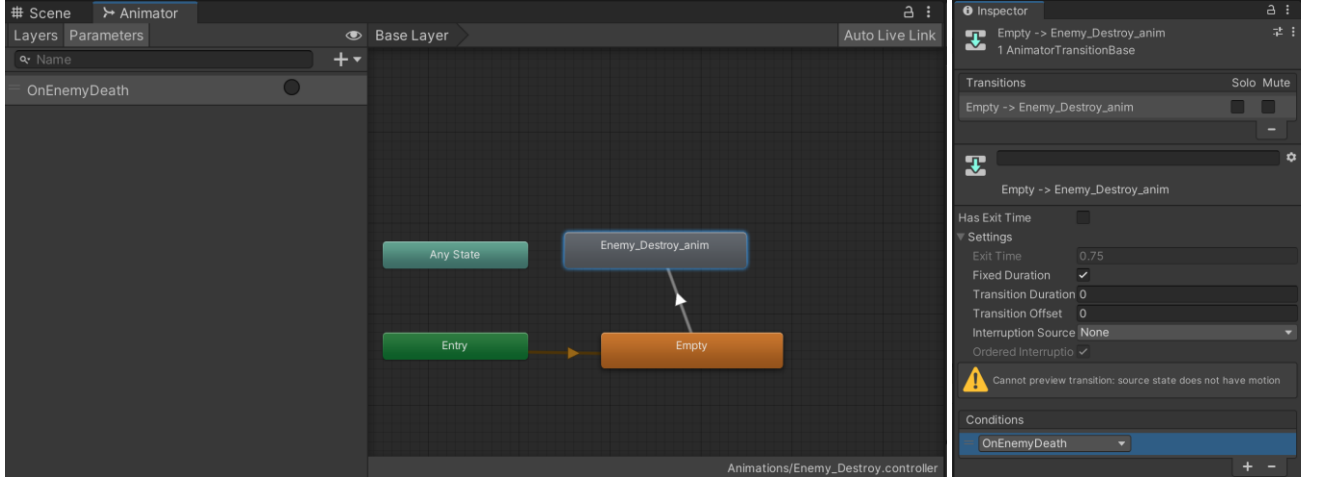 Scene
Animator
Layers
Parameters
Base Layer
Auto Live Link
Name
OnEnemyDeath
Any State
Enemy_Destroy_anim
Entry
Empty
Animations/Enemy_Destroy.controller
Inspector
Empty -> Enemy_Destroy_anim
1 AnimatorTransitionBase
Transitions
Solo Mute
Empty -> Enemy_Destroy_anim
Empty -> Enemy_Destroy_anim
Has Exit Time
Settings
Exit Time 0.75
Fixed Duration
Transition Duration 0
Transition Offset 0
Interruption Source None
Ordered Interruptio
Cannot preview transition: source state does not have motion
Conditions
OnEnemyDeath